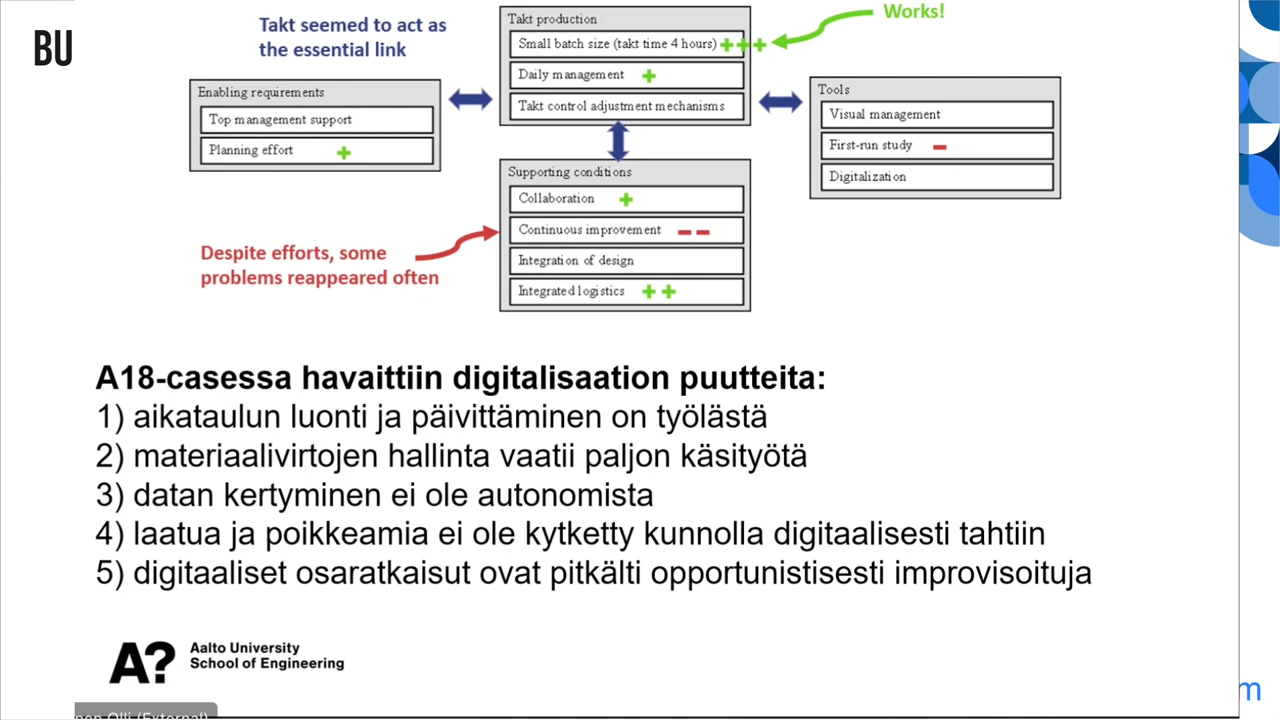 BU
Takt seemed to act as
the essential link
Works!
Takt production
Small batch size (takt time 4 hours) +++
Daily management +
Takt control adjustment mechanisms
Enabling requirements
Top management support
Planning effort +
Tools
Visual management
First-run study −
Digitalization
Supporting conditions
Collaboration +
Continuous improvement − −
Integration of design
Integrated logistics ++
Despite efforts, some
problems reappeared often
A18-casessa havaittiin digitalisaation puutteita:
1) aikataulun luonti ja päivittäminen on työlästä
2) materiaalivirtojen hallinta vaatii paljon käsityötä
3) datan kertyminen ei ole autonomista
4) laatua ja poikkeamia ei ole kytketty kunnolla digitaalisesti tahtiin
5) digitaaliset osaratkaisut ovat pitkälti opportunistisesti improvisoituja
A?
Aalto University
School of Engineering
Olli (External)
m